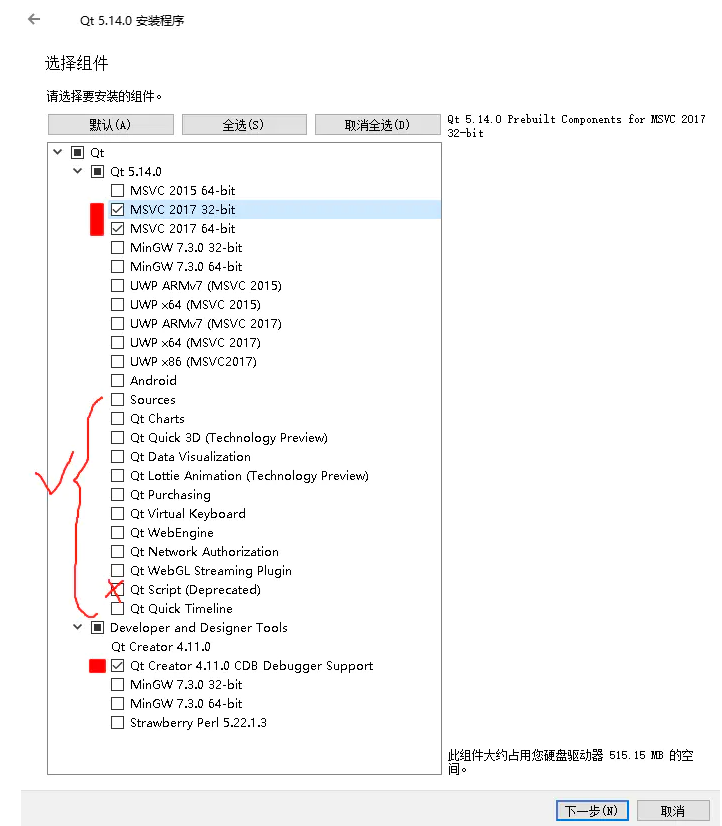 Qt 5.14.0 安装程序
选择组件
请选择要安装的组件。
默认(A)
全选(S)
取消全选(D)
Qt 5.14.0 Prebuilt Components for MSVC 2017
32-bit
Qt
Qt 5.14.0
MSVC 2015 64-bit
MSVC 2017 32-bit
MSVC 2017 64-bit
MinGW 7.3.0 32-bit
MinGW 7.3.0 64-bit
UWP ARMv7 (MSVC 2015)
UWP x64 (MSVC 2015)
UWP ARMv7 (MSVC 2017)
UWP x64 (MSVC 2017)
UWP x86 (MSVC2017)
Android
Sources
Qt Charts
Qt Quick 3D (Technology Preview)
Qt Data Visualization
Qt Lottie Animation (Technology Preview)
Qt Purchasing
Qt Virtual Keyboard
Qt WebEngine
Qt Network Authorization
Qt WebGL Streaming Plugin
Qt Script (Deprecated)
Qt Quick Timeline
Developer and Designer Tools
Qt Creator 4.11.0
Qt Creator 4.11.0 CDB Debugger Support
MinGW 7.3.0 32-bit
MinGW 7.3.0 64-bit
Strawberry Perl 5.22.1.3
此组件大约占用您硬盘驱动器 515.15 MB 的空
间。
下一步(N)
取消